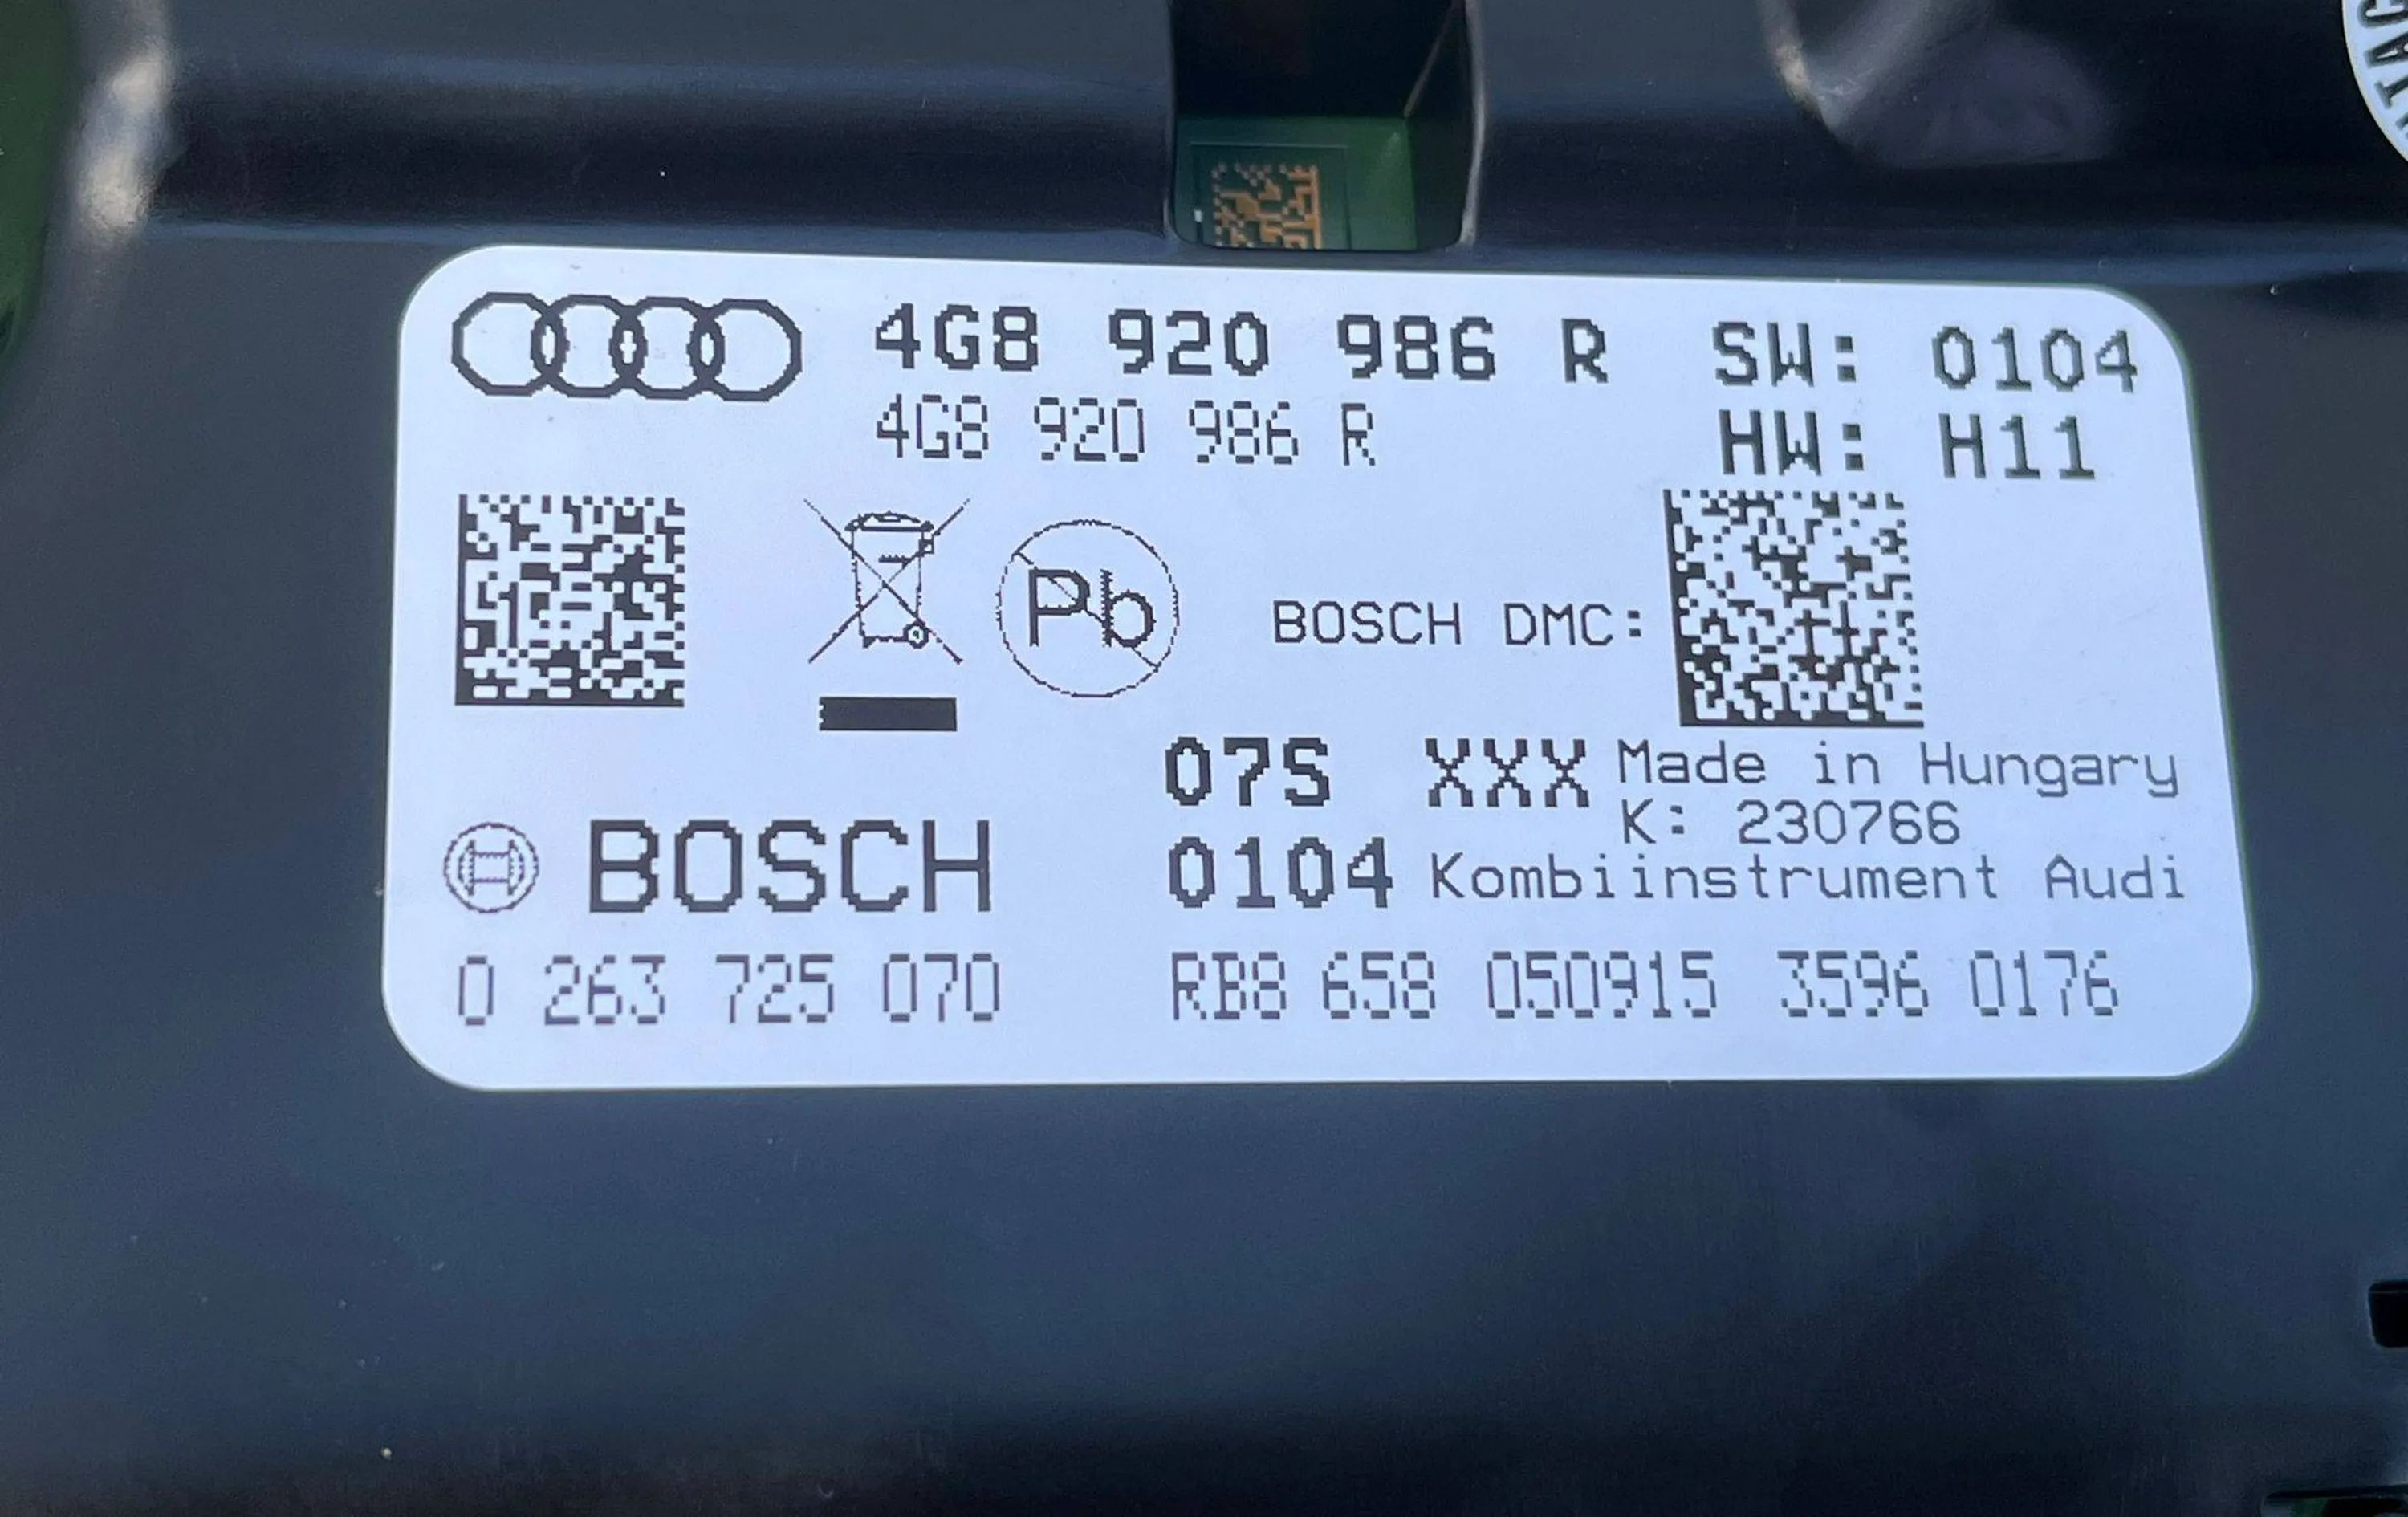 4G8 920 986 R SW: 0104
4G8 920 986 R HW: H11
Pb
BOSCH DMC:
07S XXX Made in Hungary
K: 230766
BOSCH 0104 Kombiinstrument Audi
0 263 725 070 RB8 658 050915 3596 0176